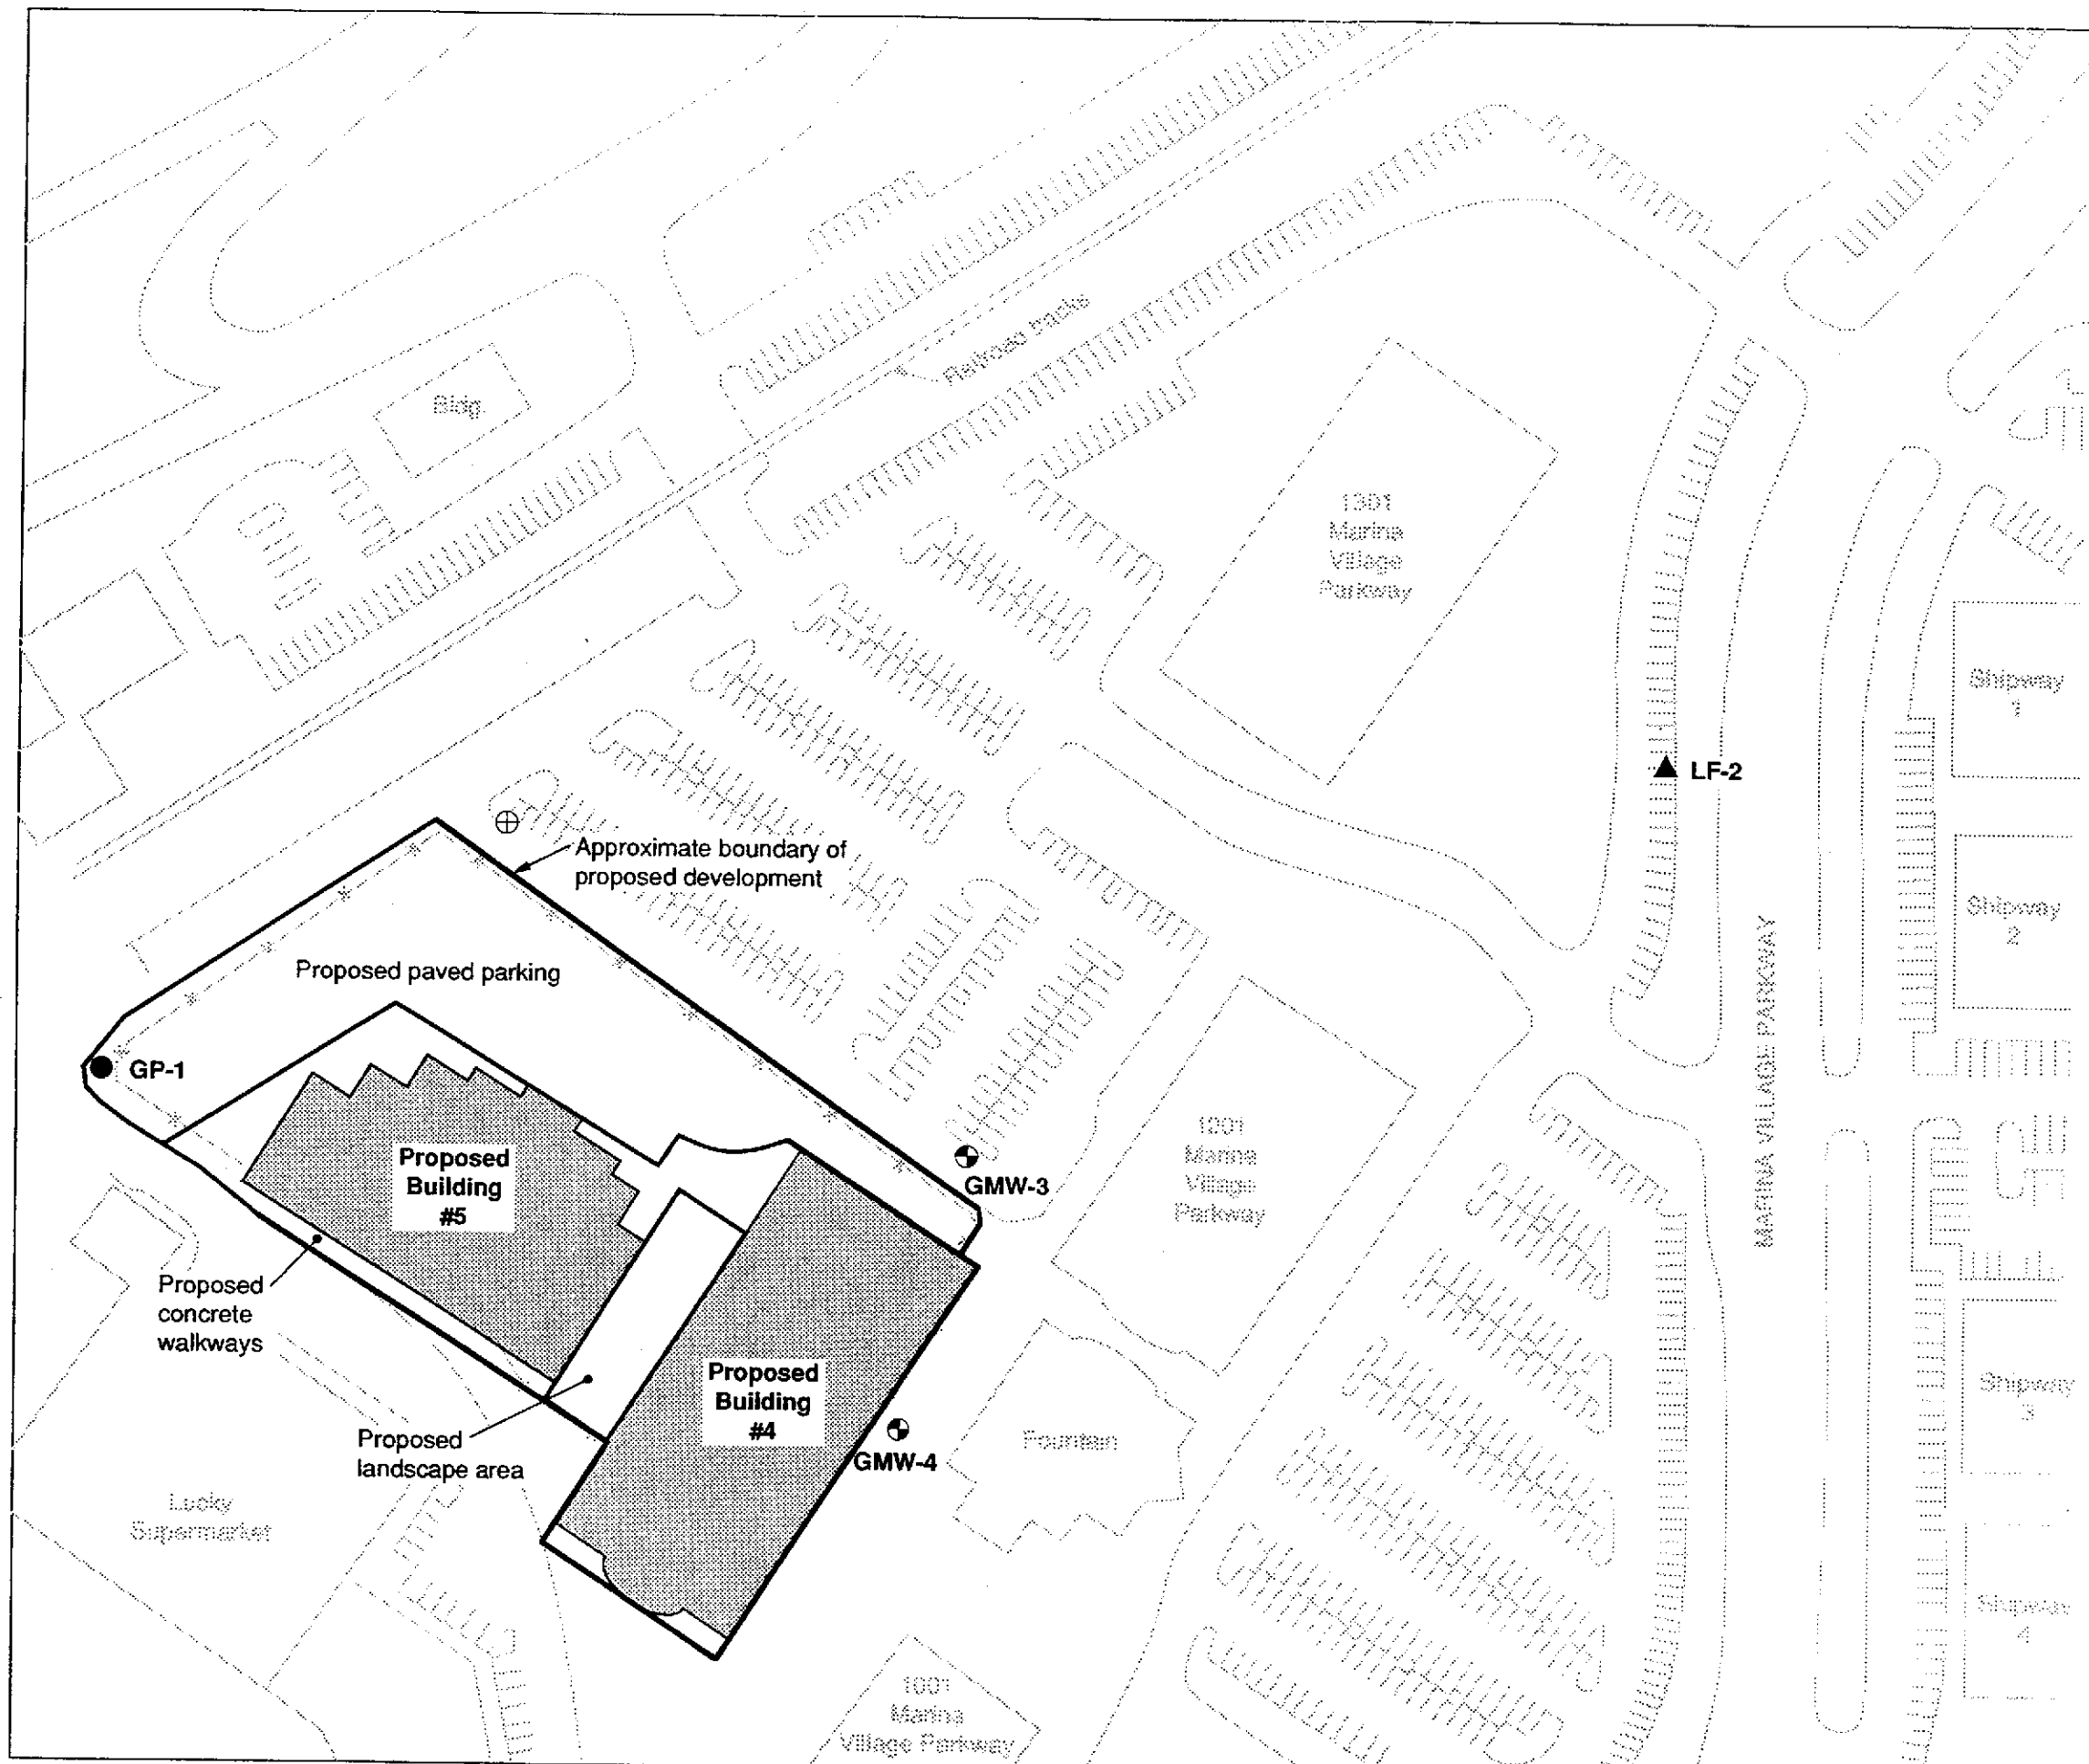 Railroad tracks
Bldg.
1301
Marina
Village
Parkway
Shipway
1
LF-2
Approximate boundary of
proposed development
Shipway
2
MARINA VILLAGE PARKWAY
Proposed paved parking
GP-1
Proposed
Building
#5
GMW-3
Marina
Village
Parkway
Proposed
concrete
walkways
Proposed
Building
#4
Shipway
3
Proposed
landscape area
GMW-4
Fountain
Lucky
Supermarket
Shipway
4
1001
Marina
Village Parkway